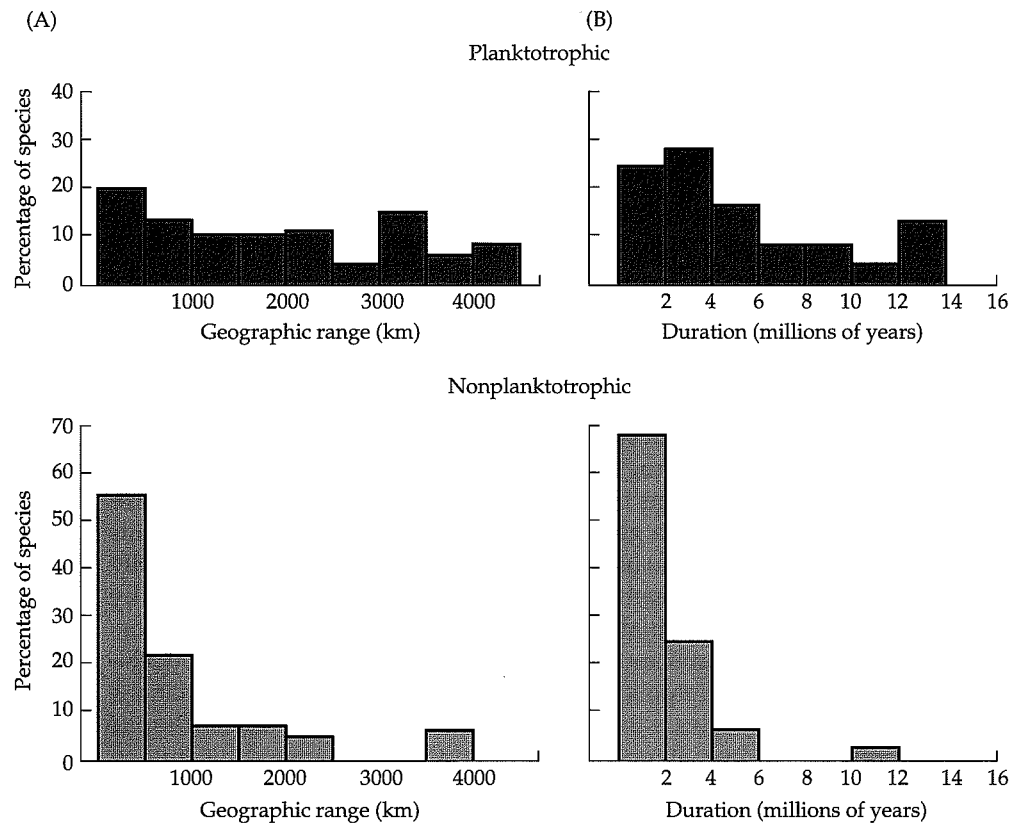 (A) (B)
Planktotrophic
Percentage of species
40
30
20
10
0
1000 2000 3000 4000
Geographic range (km)
2 4 6 8 10 12 14 16
Duration (millions of years)
Nonplanktotrophic
Percentage of species
70
60
50
40
30
20
10
0
1000 2000 3000 4000
Geographic range (km)
2 4 6 8 10 12 14 16
Duration (millions of years)